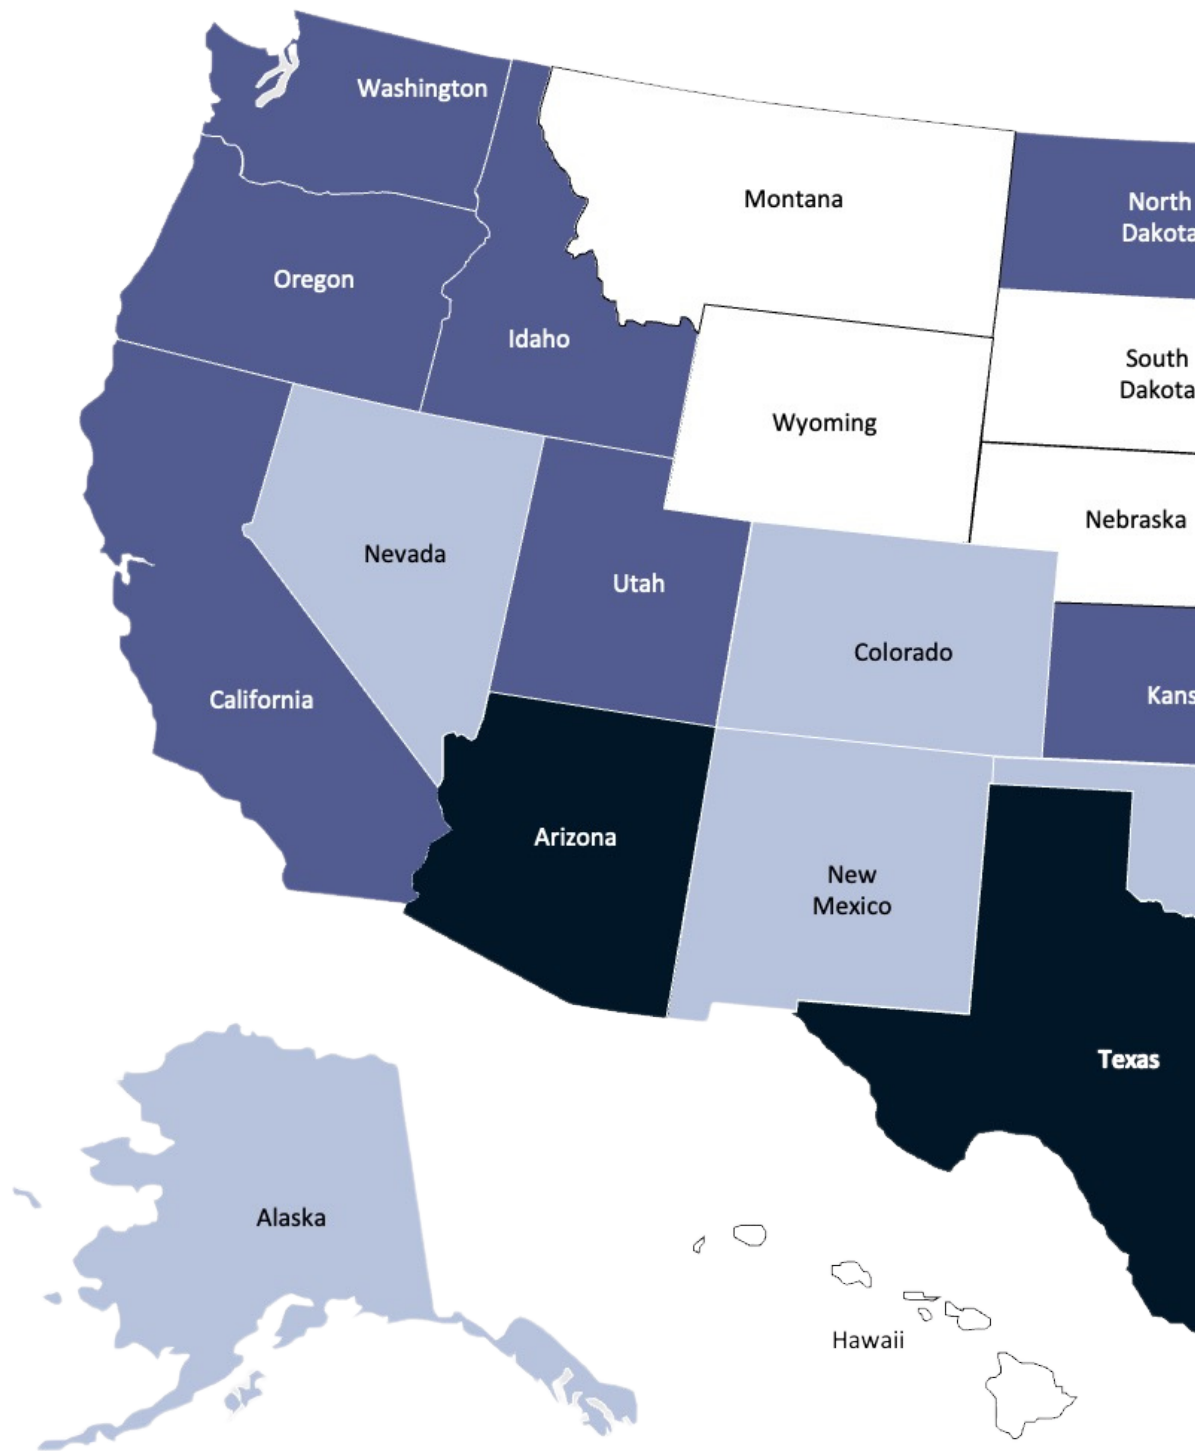 Washington
Montana
North
Dakota
Oregon
Idaho
South
Dakota
Wyoming
Nebraska
Nevada
Utah
Colorado
California
Kans
Arizona
New
Mexico
Texas
Alaska
Hawaii